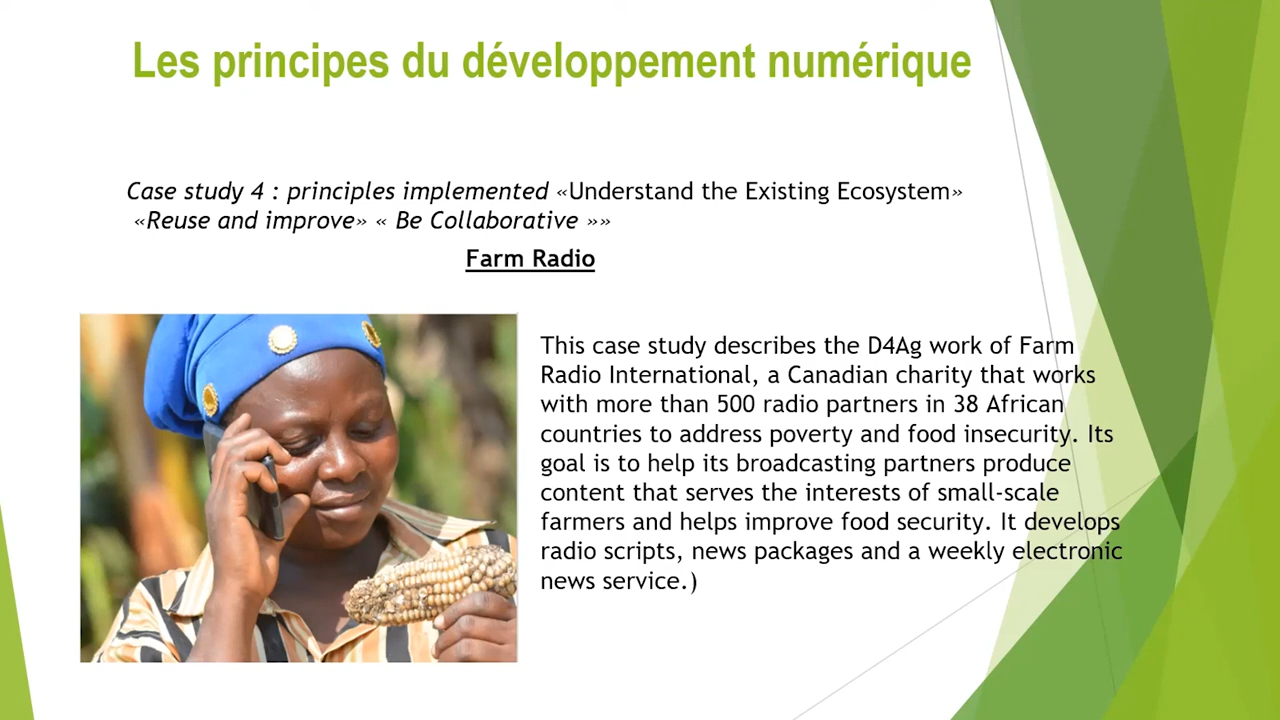 Les principes du développement numérique
Case study 4 : principles implemented «Understand the Existing Ecosystem»
«Reuse and improve» « Be Collaborative »»
Farm Radio
This case study describes the D4Ag work of Farm
Radio International, a Canadian charity that works
with more than 500 radio partners in 38 African
countries to address poverty and food insecurity. Its
goal is to help its broadcasting partners produce
content that serves the interests of small-scale
farmers and helps improve food security. It develops
radio scripts, news packages and a weekly electronic
news service.)